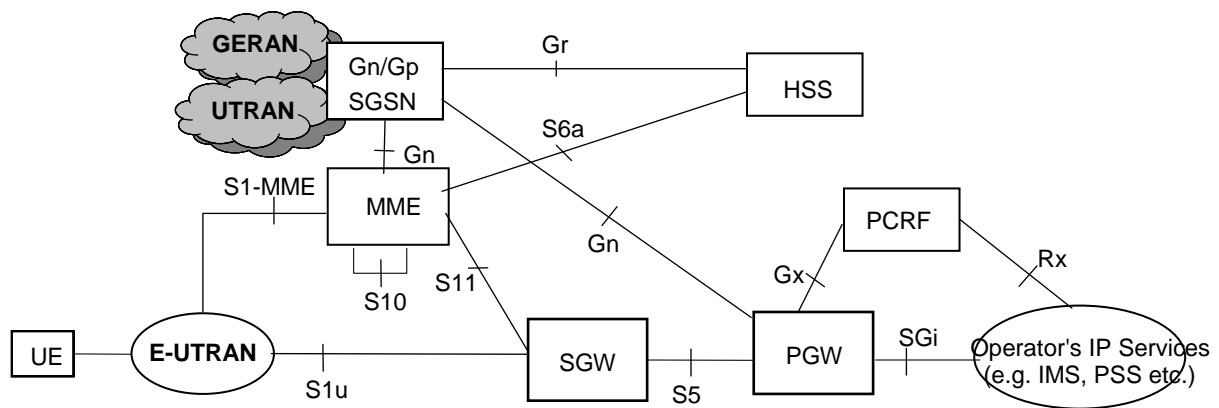 GERAN
UTRAN
Gn/Gp
SGSN
Gr
HSS
S6a
Gn
S1-MME
MME
Gn
PCRF
S10
S11
Gx
Rx
UE
E-UTRAN
S1u
SGW
S5
PGW
SGi
Operator's IP Services
(e.g. IMS, PSS etc.)